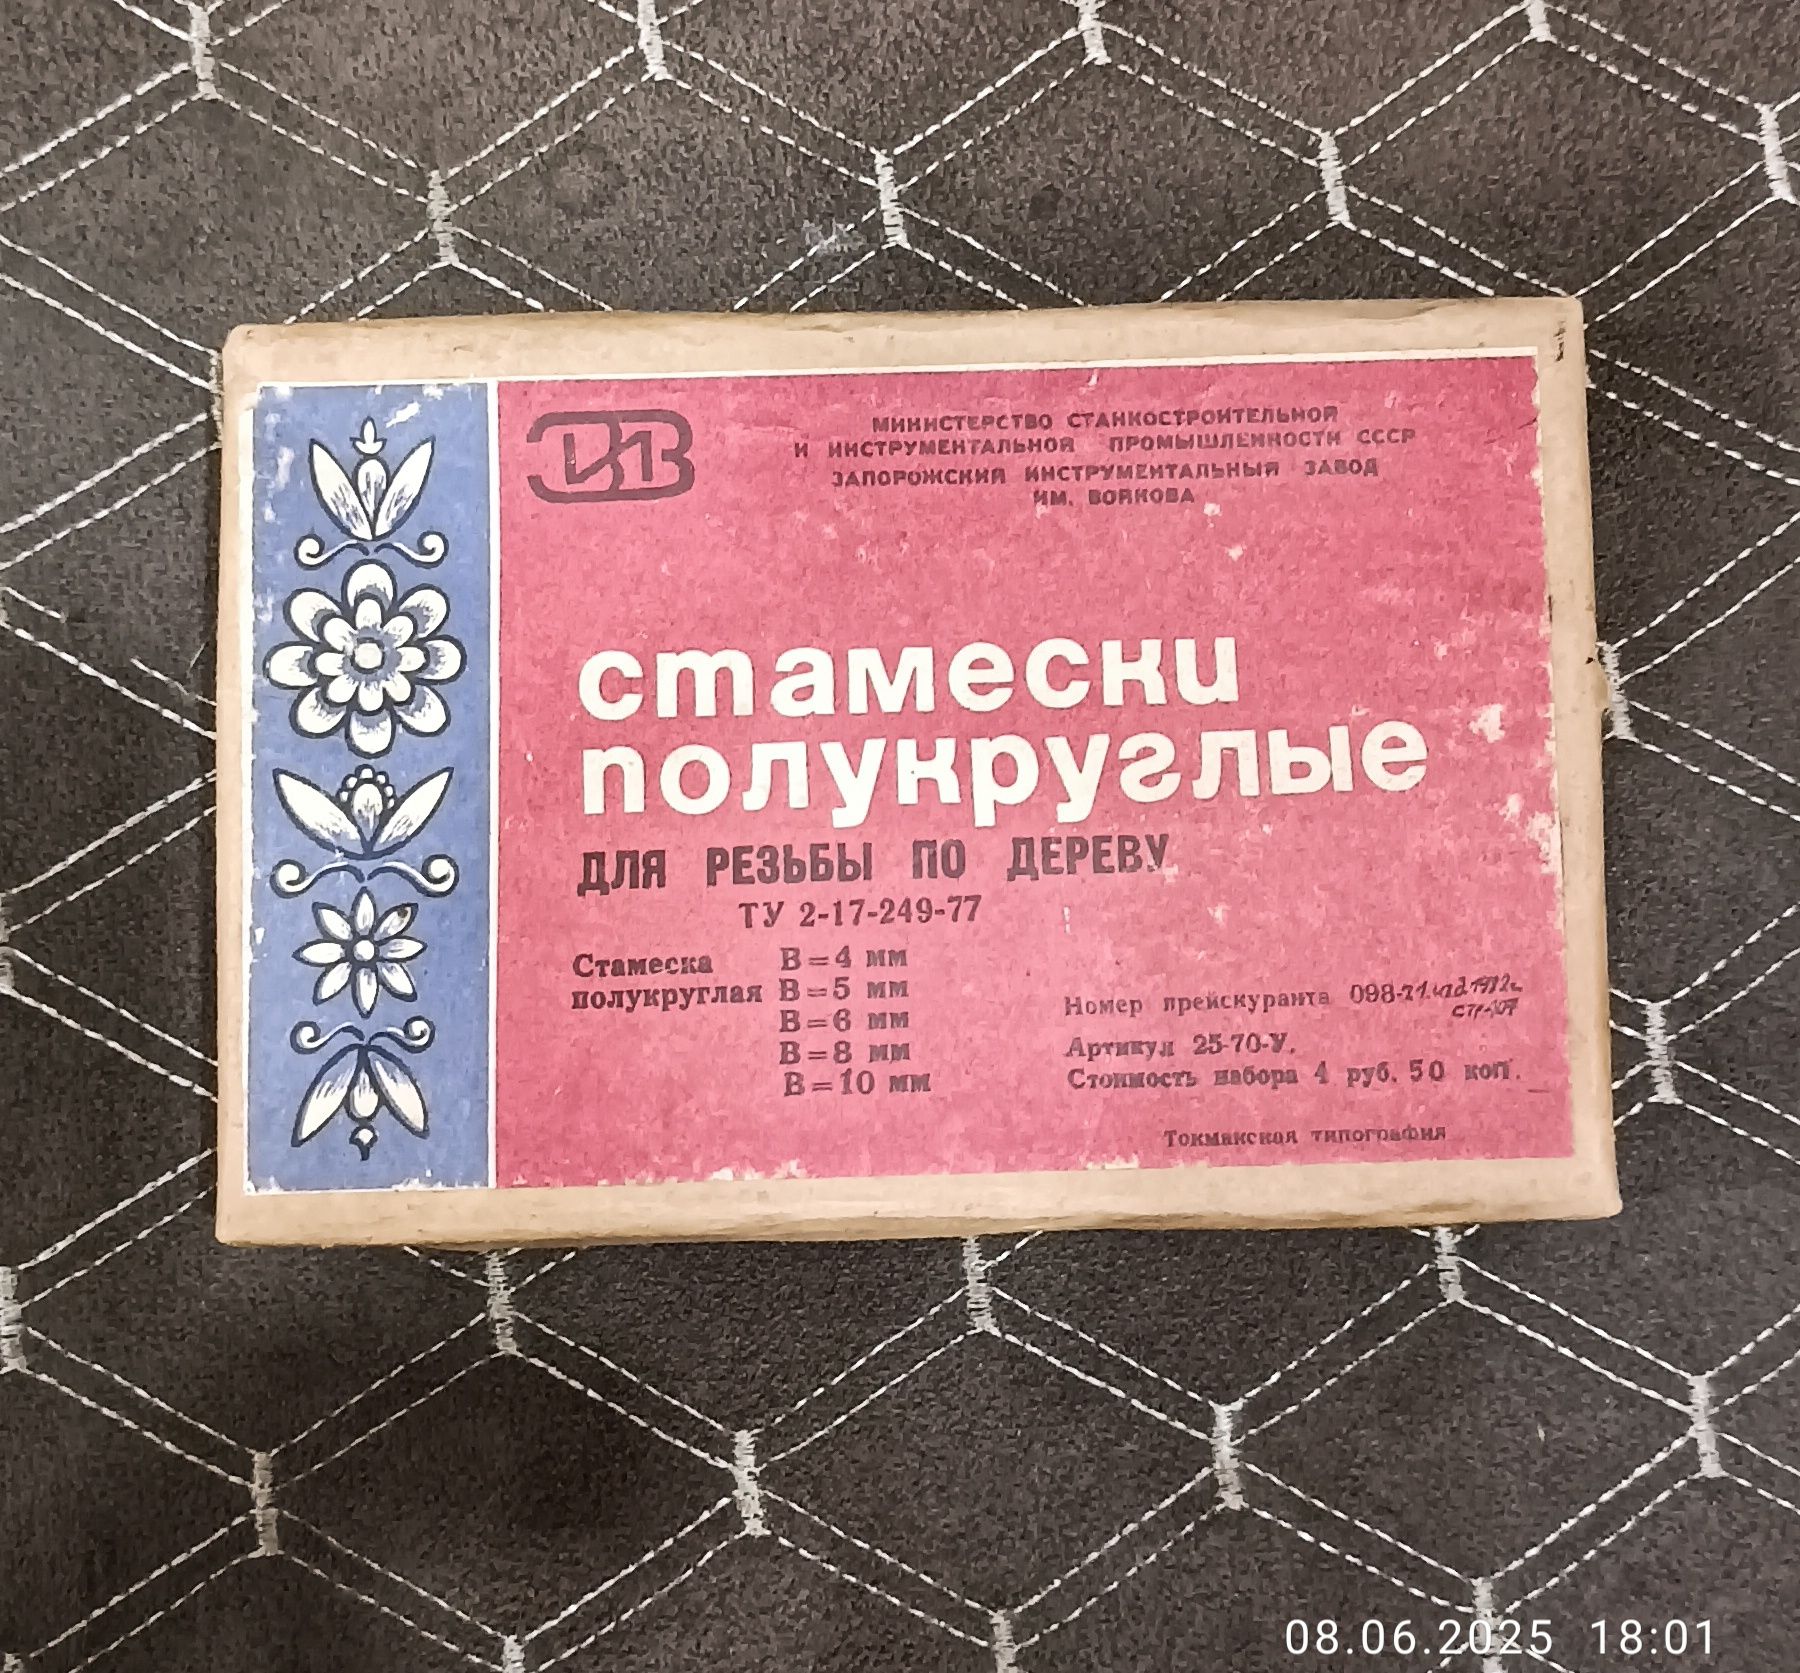 ЗИЗ
МИНИСТЕРСТВО СТАНКОСТРОИТЕЛЬНОЙ
И ИНСТРУМЕНТАЛЬНОЙ ПРОМЫШЛЕННОСТИ СССР
ЗАПОРОЖСКИЙ ИНСТРУМЕНТАЛЬНЫЙ ЗАВОД
ИМ. ВОЙКОВА
стамески
полукруглые
ДЛЯ РЕЗЬБЫ ПО ДЕРЕВУ
ТУ 2-17-249-77
Стамеска В=4 мм
полукруглая В=5 мм
В=6 мм
В=8 мм
В=10 мм
Номер прейскуранта 098-
Артикул 25-70-У.
Стоимость набора 4 руб. 50 коп.
Токмакская типография
08.06.2025 18:01